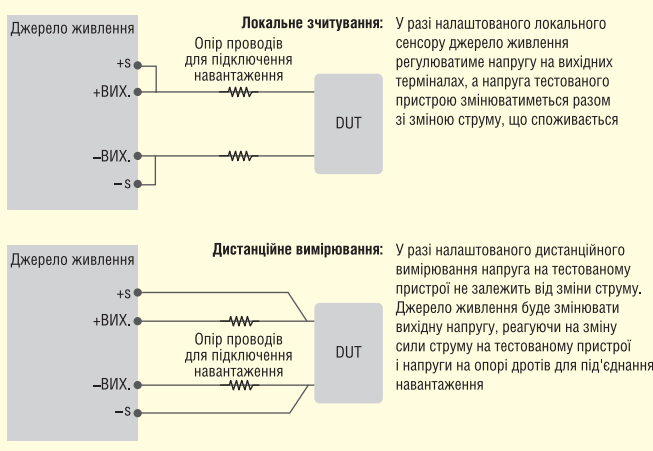 Джерело живлення
+s
+ВИХ.
–ВИХ.
–s
Опір проводів
для підключення
навантаження
DUT
Локальне зчитування:
У разі налаштованого локального
сенсору джерело живлення
регулюватиме напругу на вихідних
терміналах, а напруга тестованого
пристрою змінюватиметься разом
зі зміною струму, що споживається
Джерело живлення
+s
+ВИХ.
–ВИХ.
–s
Опір проводів
для підключення
навантаження
DUT
Дистанційне вимірювання:
У разі налаштованого дистанційного
вимірювання напруга на тестованому
пристрої не залежить від зміни струму.
Джерело живлення буде змінювати
вихідну напругу, реагуючи на зміну
сили струму на тестованому пристрої
і напруги на опорі дротів для під'єднання
навантаження